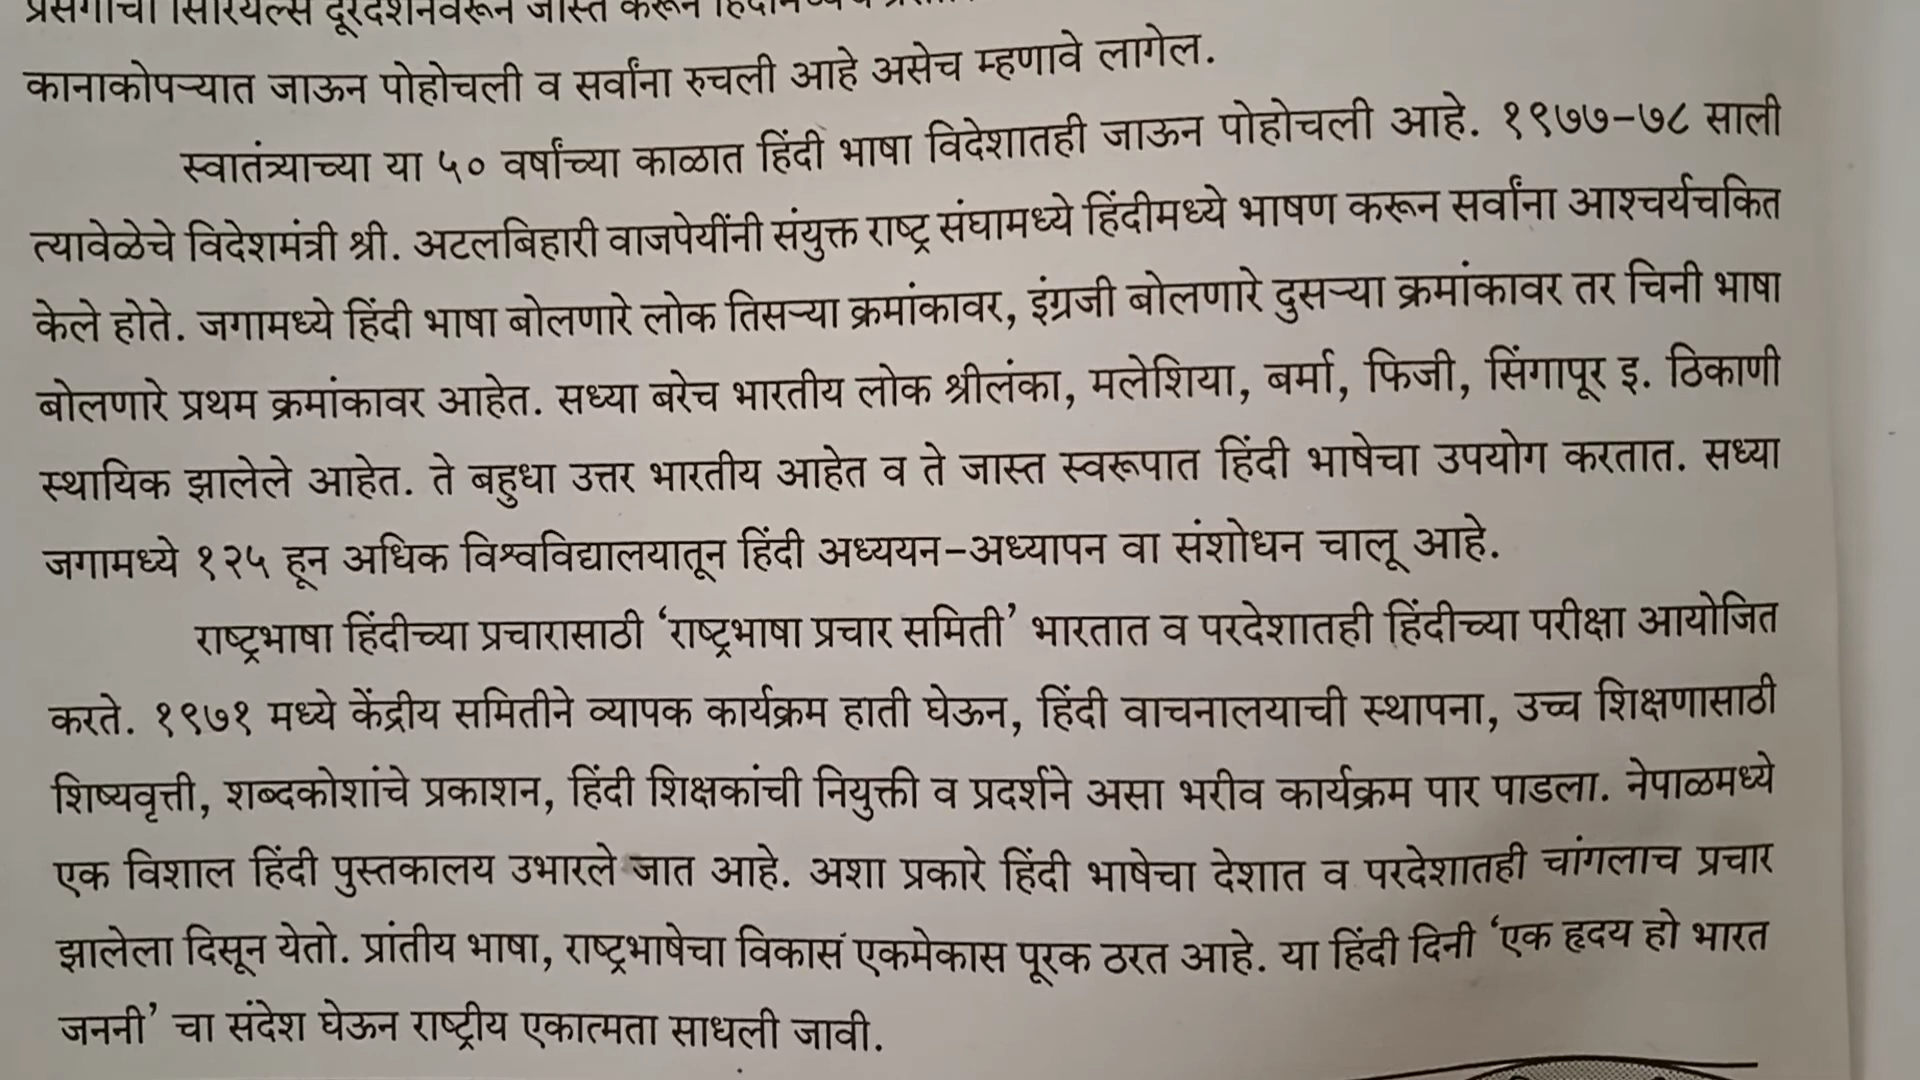 प्रसंगाची सिरियल्स दूरदर्शनवरून जास्त करून
कानाकोपऱ्यात जाऊन पोहोचली व सर्वांना रुचली आहे असेच म्हणावे लागेल.
स्वातंत्र्याच्या या ५० वर्षांच्या काळात हिंदी भाषा विदेशातही जाऊन पोहोचली आहे. १९७७-७८ साली
त्यावेळेचे विदेशमंत्री श्री. अटलबिहारी वाजपेयींनी संयुक्त राष्ट्र संघामध्ये हिंदीमध्ये भाषण करून सर्वांना आश्चर्यचकित
केले होते. जगामध्ये हिंदी भाषा बोलणारे लोक तिसऱ्या क्रमांकावर, इंग्रजी बोलणारे दुसऱ्या क्रमांकावर तर चिनी भाषा
बोलणारे प्रथम क्रमांकावर आहेत. सध्या बरेच भारतीय लोक श्रीलंका, मलेशिया, बर्मा, फिजी, सिंगापूर इ. ठिकाणी
स्थायिक झालेले आहेत. ते बहुधा उत्तर भारतीय आहेत व ते जास्त स्वरूपात हिंदी भाषेचा उपयोग करतात. सध्या
जगामध्ये १२५ हून अधिक विश्वविद्यालयातून हिंदी अध्ययन-अध्यापन वा संशोधन चालू आहे.
राष्ट्रभाषा हिंदीच्या प्रचारासाठी ‘राष्ट्रभाषा प्रचार समिती’ भारतात व परदेशातही हिंदीच्या परीक्षा आयोजित
करते. १९७१ मध्ये केंद्रीय समितीने व्यापक कार्यक्रम हाती घेऊन, हिंदी वाचनालयाची स्थापना, उच्च शिक्षणासाठी
शिष्यवृत्ती, शब्दकोशांचे प्रकाशन, हिंदी शिक्षकांची नियुक्ती व प्रदर्शने असा भरीव कार्यक्रम पार पाडला. नेपाळमध्ये
एक विशाल हिंदी पुस्तकालय उभारले जात आहे. अशा प्रकारे हिंदी भाषेचा देशात व परदेशातही चांगलाच प्रचार
झालेला दिसून येतो. प्रांतीय भाषा, राष्ट्रभाषेचा विकास एकमेकास पूरक ठरत आहे. या हिंदी दिनी ‘एक हृदय हो भारत
जननी’ चा संदेश घेऊन राष्ट्रीय एकात्मता साधली जावी.